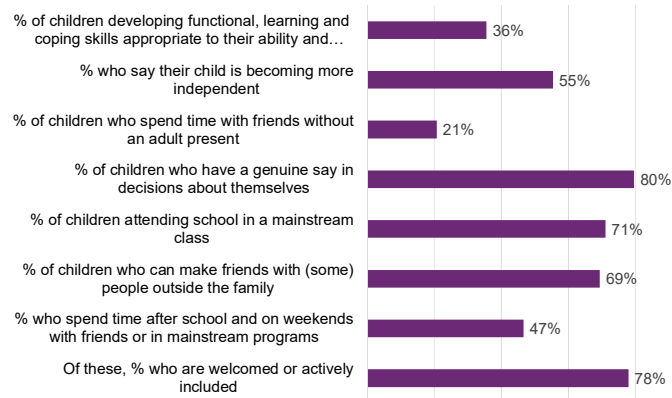 % of children developing functional, learning and
coping skills appropriate to their ability and…
36%
% who say their child is becoming more
independent
55%
% of children who spend time with friends without
an adult present
21%
% of children who have a genuine say in
decisions about themselves
80%
% of children attending school in a mainstream
class
71%
% of children who can make friends with (some)
people outside the family
69%
% who spend time after school and on weekends
with friends or in mainstream programs
47%
Of these, % who are welcomed or actively
included
78%